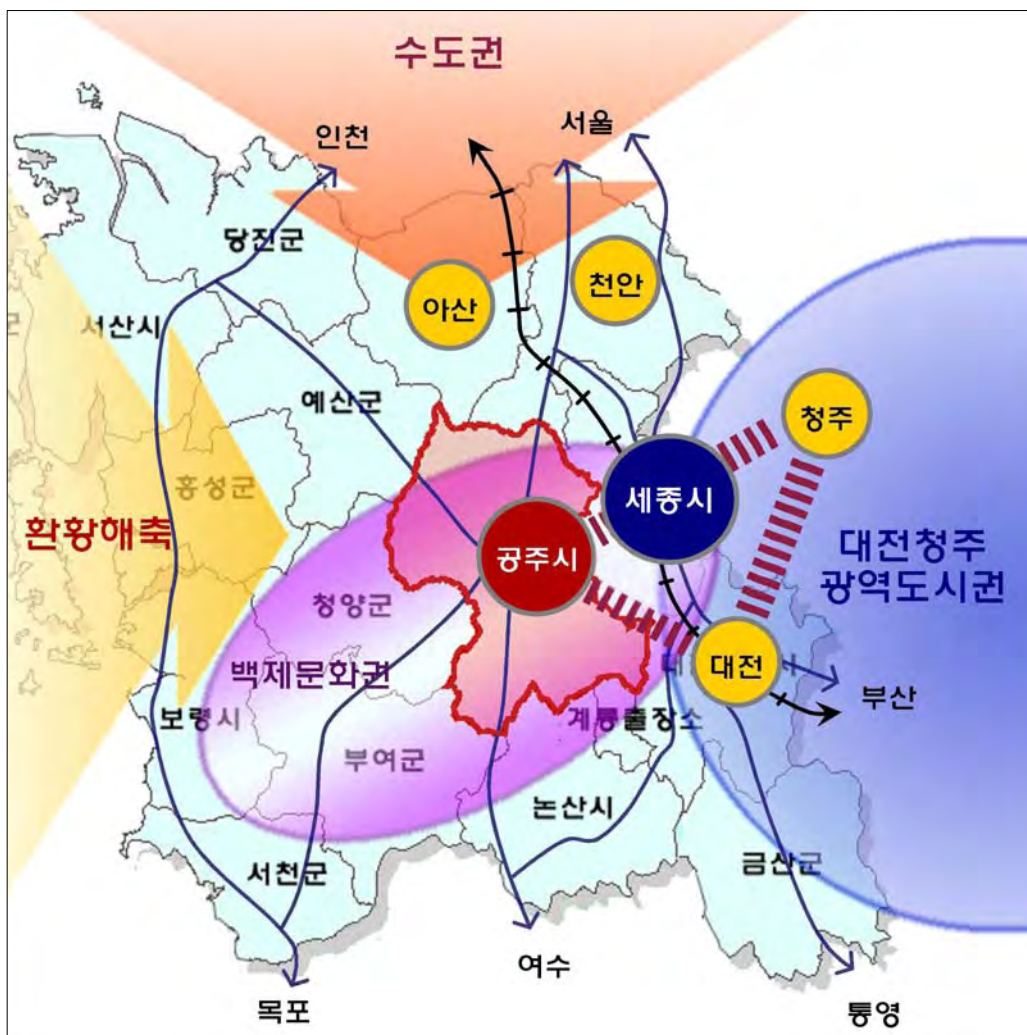 수도권
인천
서울
당진군
아산
천안
서산시
예산군
청주
홍성군
세종시
환황해축
공주시
대전청주
광역도시권
청양군
백제문화권
대전
부산
보령시
계룡출장소
부여군
논산시
서천군
금산군
여수
목포
통영